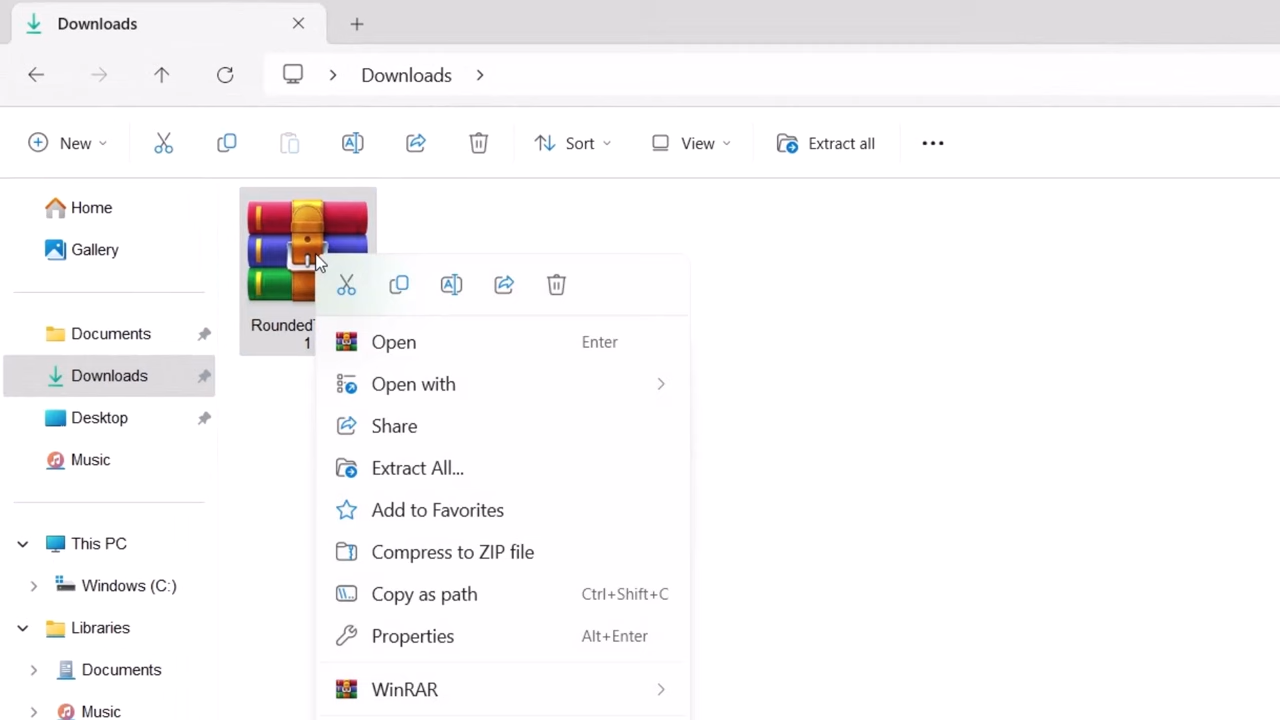 Downloads
Downloads
New
Sort
View
Extract all
Home
Gallery
Documents
Downloads
Desktop
Music
This PC
Windows (C:)
Libraries
Documents
Music
1
Open Enter
Open with
Share
Extract All...
Add to Favorites
Compress to ZIP file
Copy as path Ctrl+Shift+C
Properties Alt+Enter
WinRAR